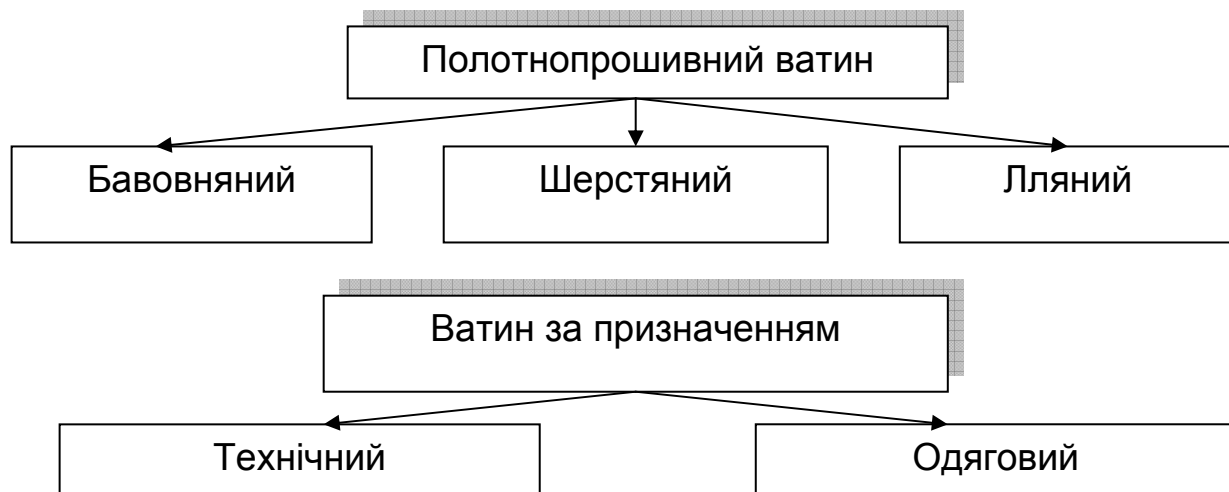 Полотнопрошивний ватин
Бавовняний
Шерстяний
Лляний
Ватин за призначенням
Технічний
Одяговий